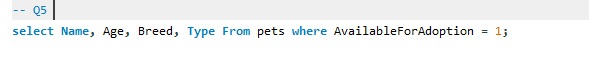 -- Q5
select Name, Age, Breed, Type From pets where AvailableForAdoption = 1;